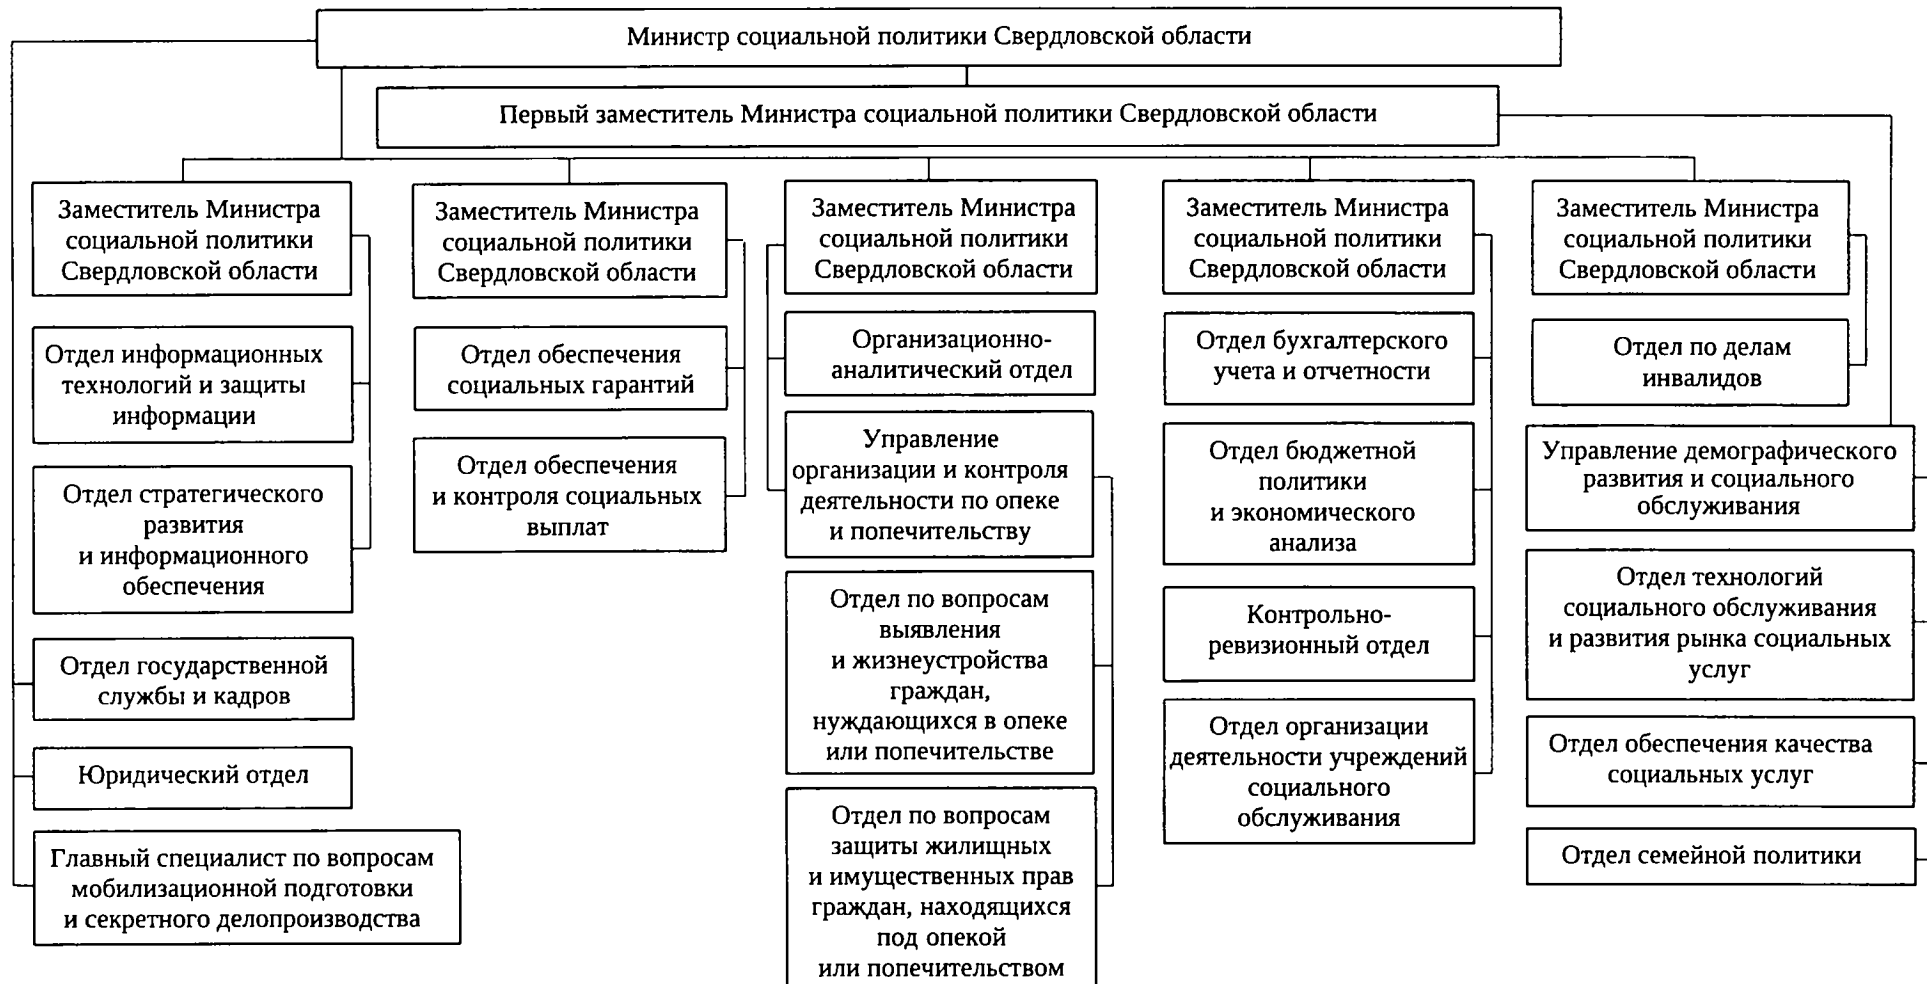 Министр социальной политики Свердловской области
Первый заместитель Министра социальной политики Свердловской области
Заместитель Министра
социальной политики
Свердловской области
Отдел информационных
технологий и защиты
информации
Отдел стратегического
развития
и информационного
обеспечения
Отдел государственной
службы и кадров
Юридический отдел
Главный специалист по вопросам
мобилизационной подготовки
и секретного делопроизводства
Заместитель Министра
социальной политики
Свердловской области
Отдел обеспечения
социальных гарантий
Отдел обеспечения
и контроля социальных
выплат
Заместитель Министра
социальной политики
Свердловской области
Организационно-
аналитический отдел
Управление
организации и контроля
деятельности по опеке
и попечительству
Отдел по вопросам
выявления
и жизнеустройства
граждан,
нуждающихся в опеке
или попечительстве
Отдел по вопросам
защиты жилищных
и имущественных прав
граждан, находящихся
под опекой
или попечительством
Заместитель Министра
социальной политики
Свердловской области
Отдел бухгалтерского
учета и отчетности
Отдел бюджетной
политики
и экономического
анализа
Контрольно-
ревизионный отдел
Отдел организации
деятельности учреждений
социального
обслуживания
Заместитель Министра
социальной политики
Свердловской области
Отдел по делам
инвалидов
Управление демографического
развития и социального
обслуживания
Отдел технологий
социального обслуживания
и развития рынка социальных
услуг
Отдел обеспечения качества
социальных услуг
Отдел семейной политики